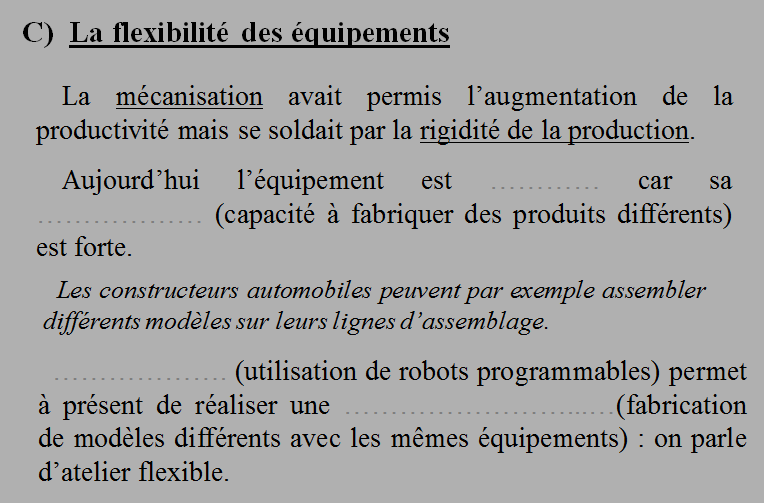 C) La flexibilité des équipements
La mécanisation avait permis l'augmentation de la
productivité mais se soldait par la rigidité de la production.
Aujourd'hui l'équipement est ………… car sa
……………… (capacité à fabriquer des produits différents)
est forte.
Les constructeurs automobiles peuvent par exemple assembler
différents modèles sur leurs lignes d'assemblage.
……………… (utilisation de robots programmables) permet
à présent de réaliser une ………………………(fabrication
de modèles différents avec les mêmes équipements) : on parle
d'atelier flexible.